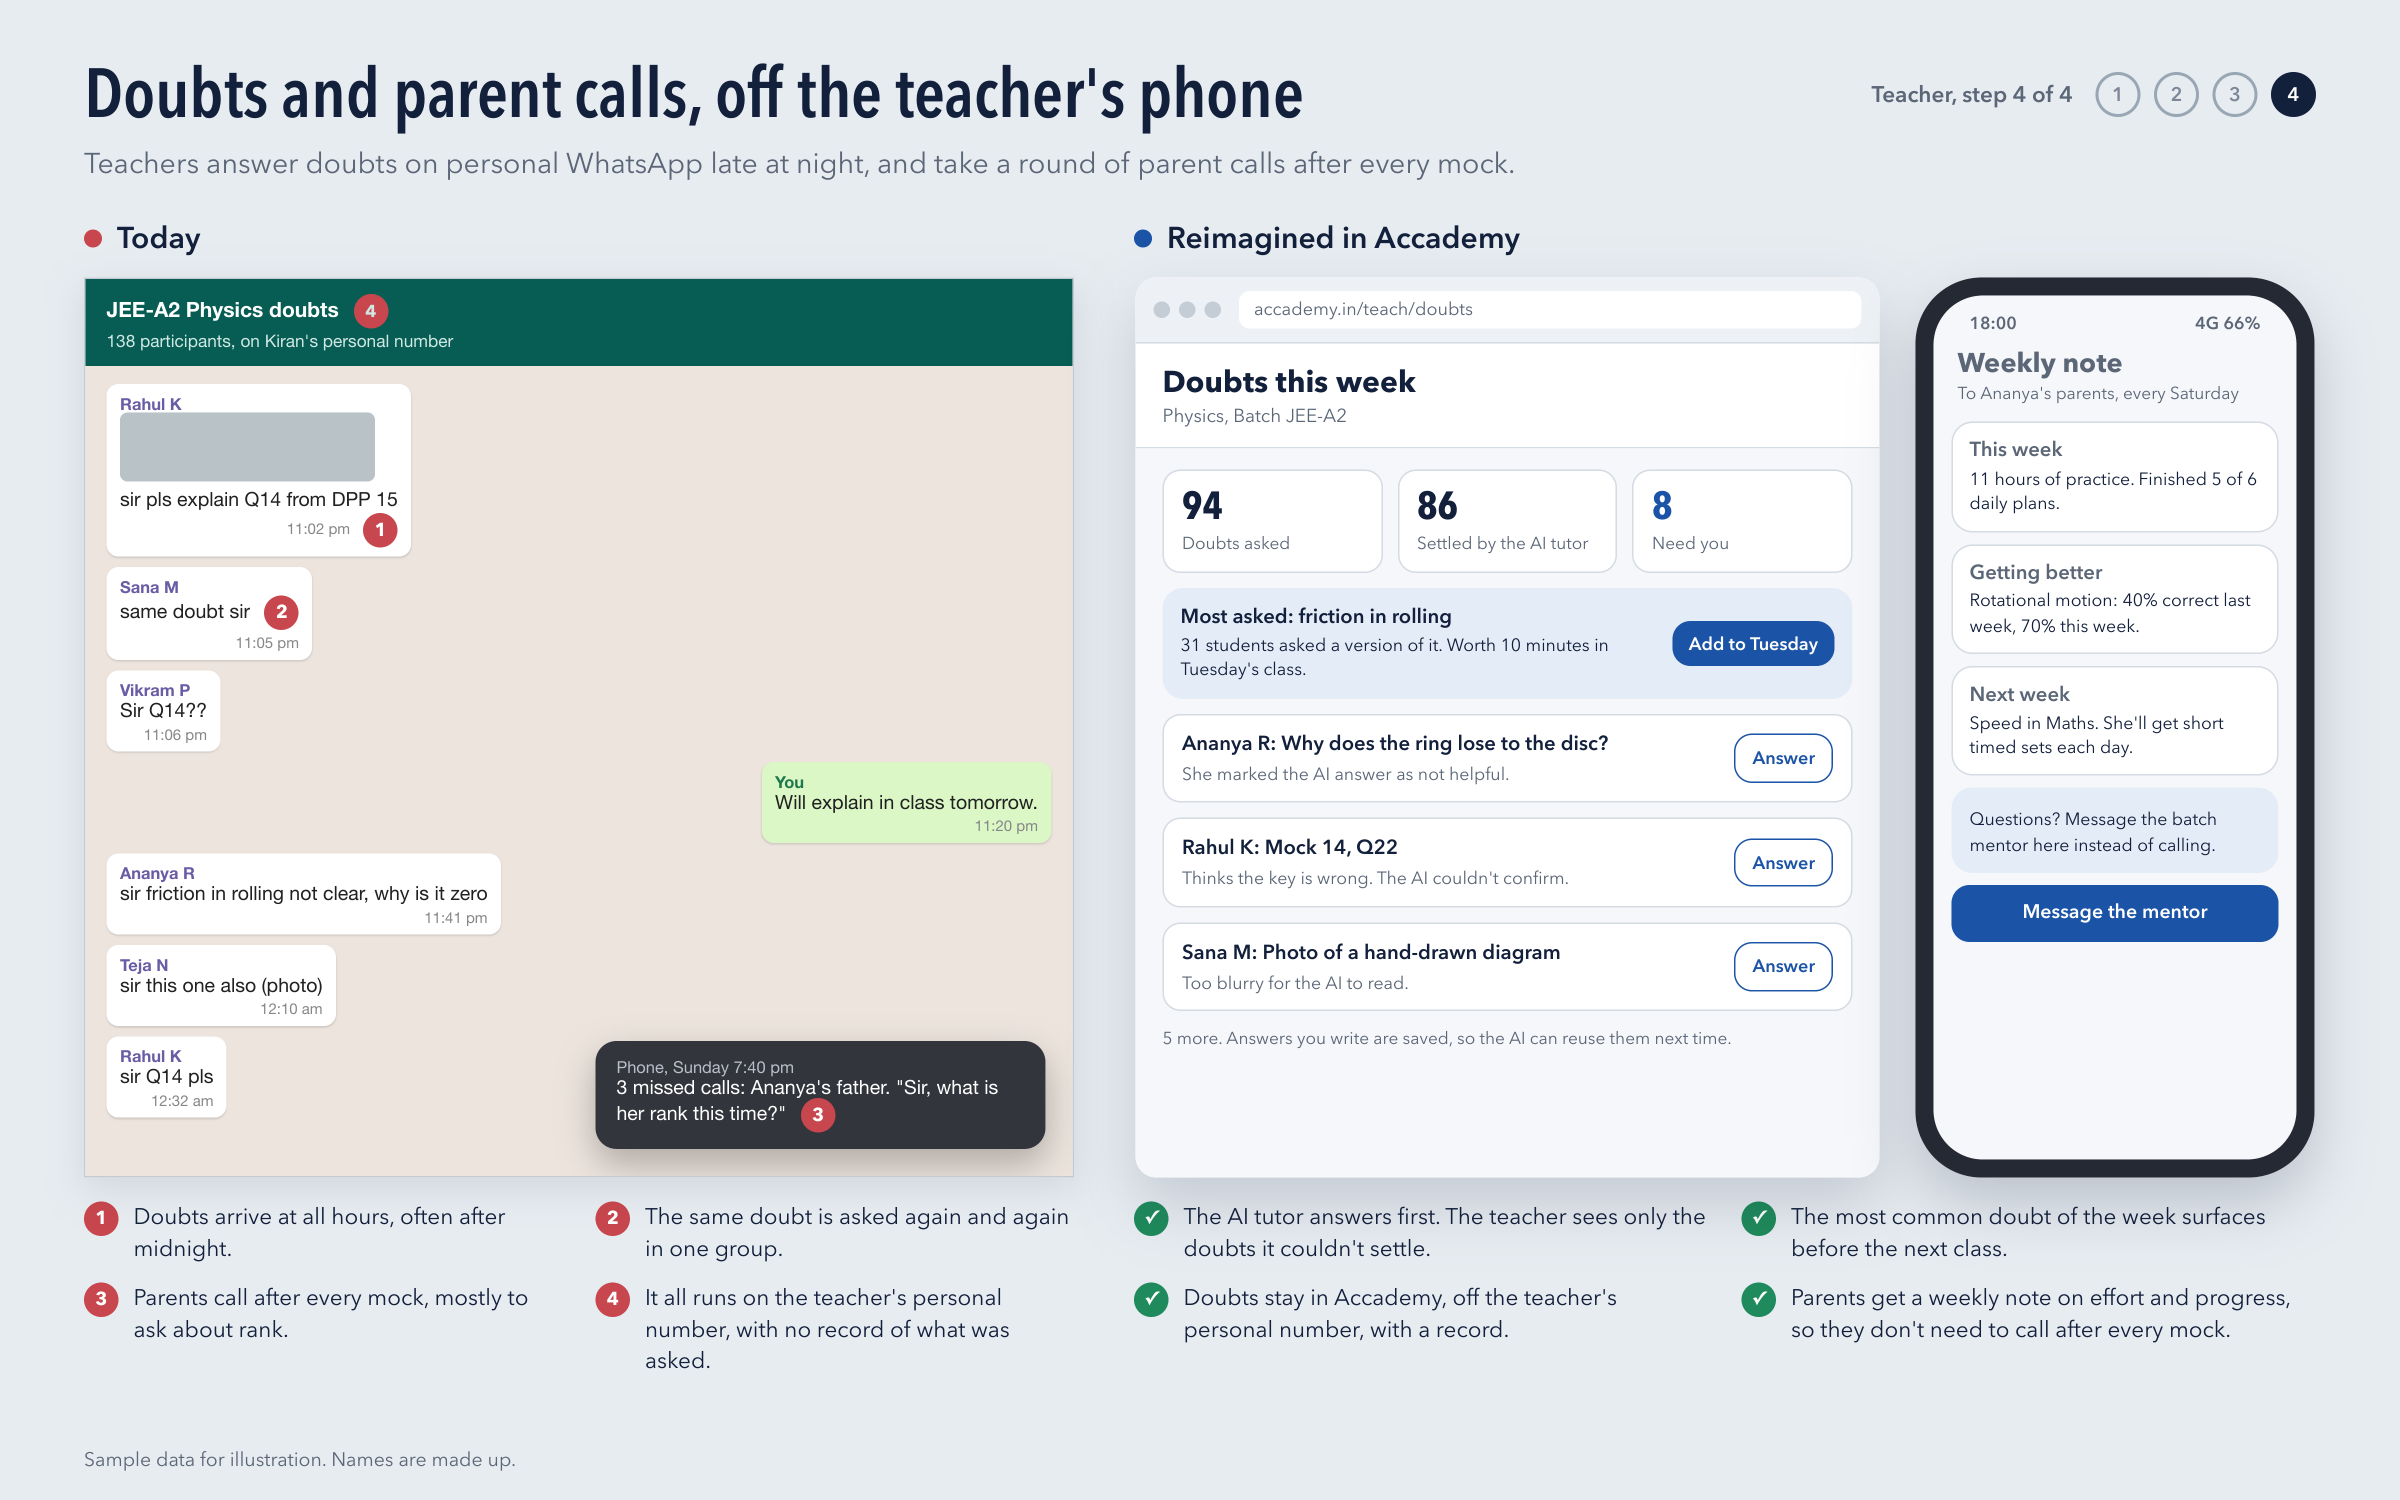 Doubts and parent calls, off the teacher's phone
Teacher, step 4 of 4 1 2 3 4
Teachers answer doubts on personal WhatsApp late at night, and take a round of parent calls after every mock.
Today
JEE-A2 Physics doubts 4
138 participants, on Kiran's personal number
Rahul K
sir pls explain Q14 from DPP 15
11:02 pm 1
Sana M
same doubt sir 2
11:05 pm
Vikram P
Sir Q14??
11:06 pm
You
Will explain in class tomorrow.
11:20 pm
Ananya R
sir friction in rolling not clear, why is it zero
11:41 pm
Teja N
sir this one also (photo)
12:10 am
Rahul K
sir Q14 pls
12:32 am
Phone, Sunday 7:40 pm
3 missed calls: Ananya's father. "Sir, what is
her rank this time?" 3
1 Doubts arrive at all hours, often after
midnight.
2 The same doubt is asked again and again
in one group.
3 Parents call after every mock, mostly to
ask about rank.
4 It all runs on the teacher's personal
number, with no record of what was
asked.
Reimagined in Accademy
accademy.in/teach/doubts
Doubts this week
Physics, Batch JEE-A2
94
Doubts asked
86
Settled by the AI tutor
8
Need you
Most asked: friction in rolling
31 students asked a version of it. Worth 10 minutes in
Tuesday's class.
Add to Tuesday
Ananya R: Why does the ring lose to the disc?
She marked the AI answer as not helpful.
Answer
Rahul K: Mock 14, Q22
Thinks the key is wrong. The AI couldn't confirm.
Answer
Sana M: Photo of a hand-drawn diagram
Too blurry for the AI to read.
Answer
5 more. Answers you write are saved, so the AI can reuse them next time.
18:00 4G 66%
Weekly note
To Ananya's parents, every Saturday
This week
11 hours of practice. Finished 5 of 6
daily plans.
Getting better
Rotational motion: 40% correct last
week, 70% this week.
Next week
Speed in Maths. She'll get short
timed sets each day.
Questions? Message the batch
mentor here instead of calling.
Message the mentor
✓ The AI tutor answers first. The teacher sees only the
doubts it couldn't settle.
✓ The most common doubt of the week surfaces
before the next class.
✓ Doubts stay in Accademy, off the teacher's
personal number, with a record.
✓ Parents get a weekly note on effort and progress,
so they don't need to call after every mock.
Sample data for illustration. Names are made up.